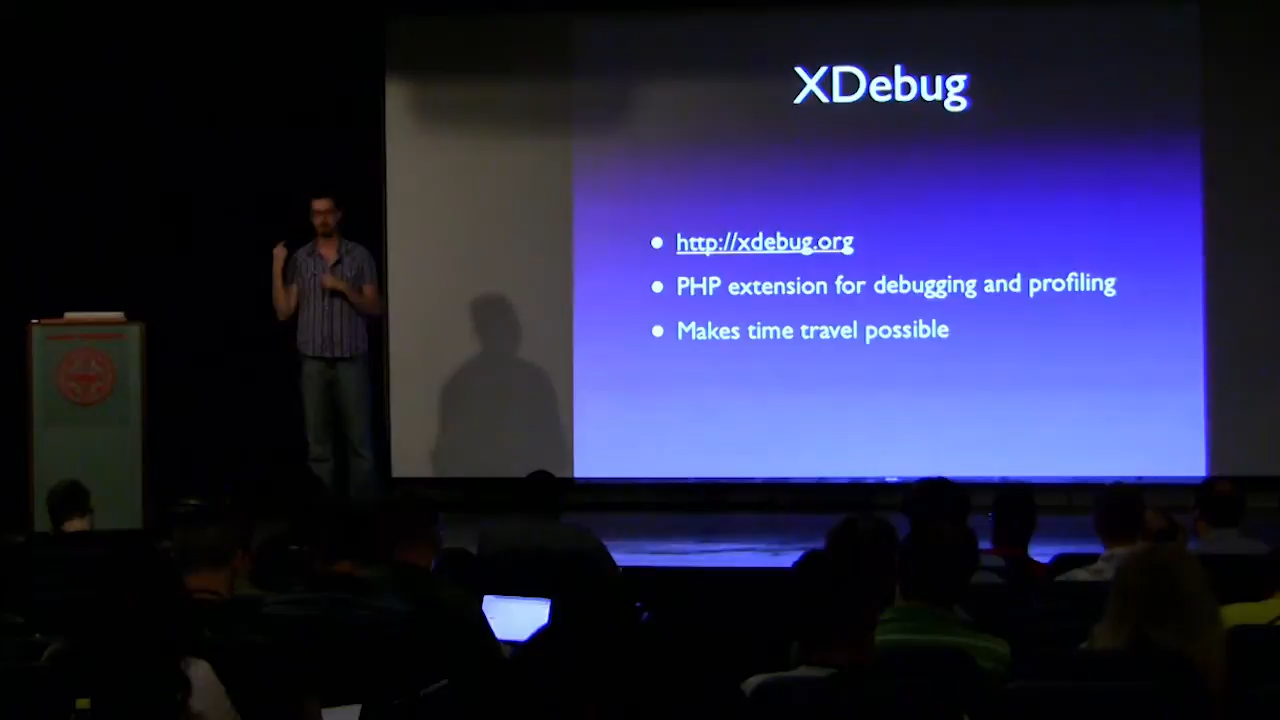 XDebug
http://xdebug.org
PHP extension for debugging and profiling
Makes time travel possible